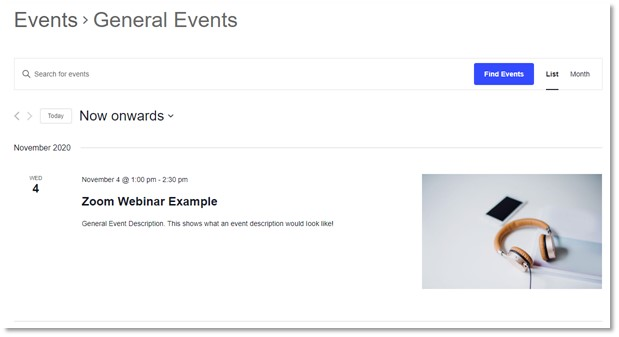 Events › General Events
Search for events
Find Events
List
Month
Today
Now onwards
November 2020
WED
4
November 4 @ 1:00 pm - 2:30 pm
Zoom Webinar Example
General Event Description. This shows what an event description would look like!